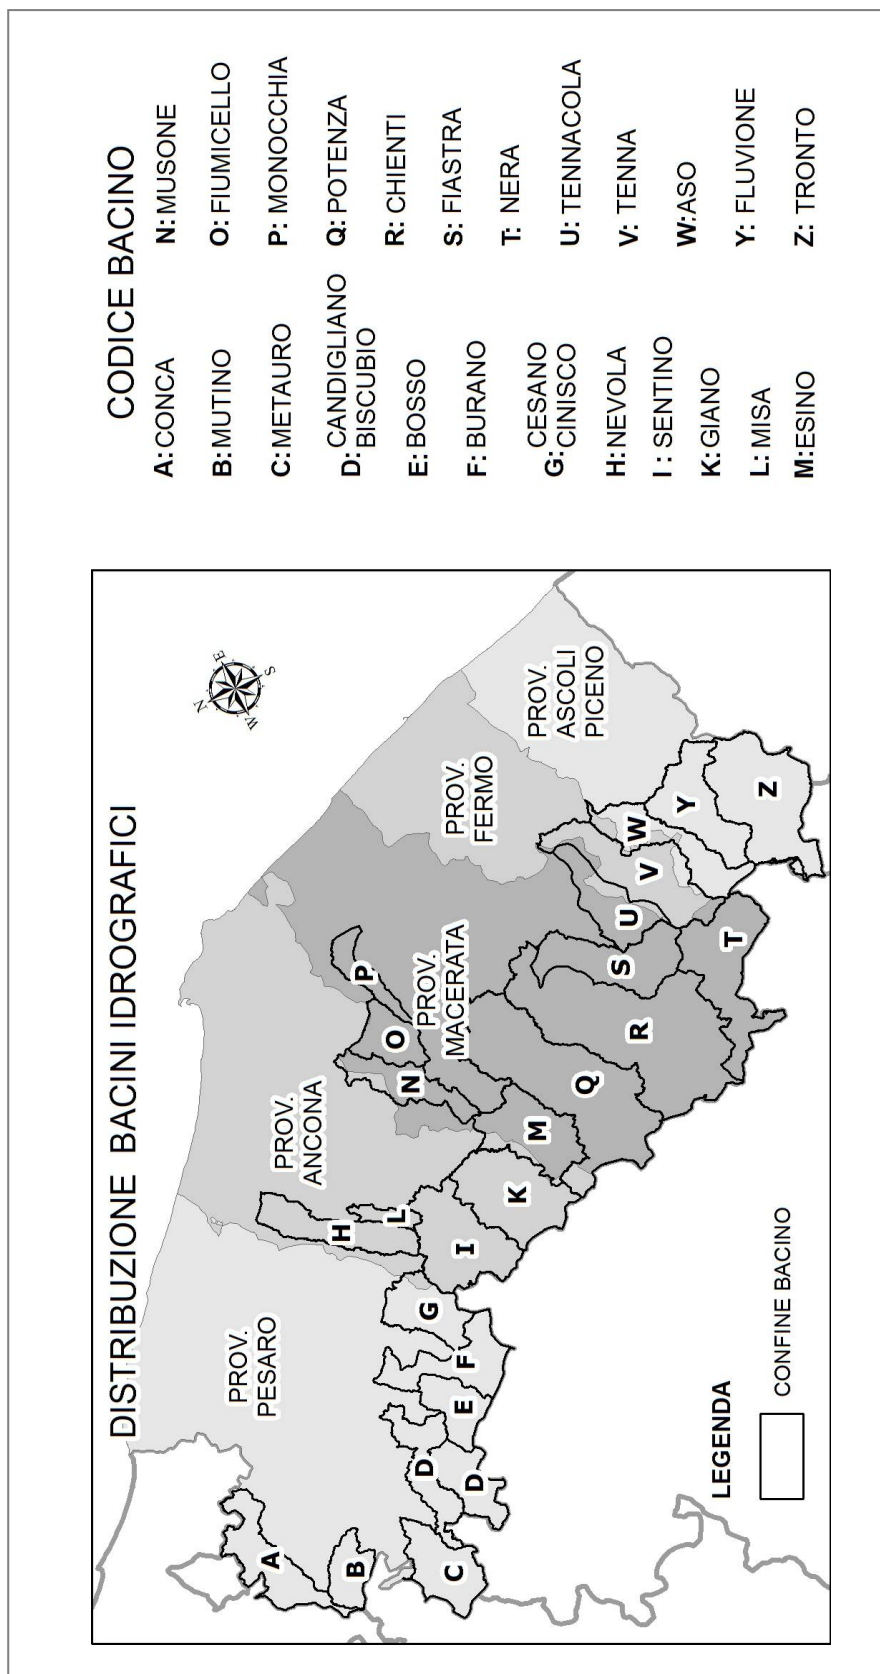 DISTRIBUZIONE BACINI IDROGRAFICI
N
E
S
W
PROV.
PESARO
PROV.
ANCONA
PROV.
MACERATA
PROV.
FERMO
PROV.
ASCOLI
PICENO
A
B
C
D
D
E
F
G
H
I
L
K
M
N
O
P
Q
R
S
T
U
V
W
Y
Z
LEGENDA
CONFINE BACINO
CODICE BACINO
A: CONCA
B: MUTINO
C: METAURO
D: CANDIGLIANO
BISCUBIO
E: BOSSO
F: BURANO
G: CESANO
CINISCO
H: NEVOLA
I : SENTINO
K: GIANO
L: MISA
M: ESINO
N: MUSONE
O: FIUMICELLO
P: MONOCCHIA
Q: POTENZA
R: CHIENTI
S: FIASTRA
T: NERA
U: TENNACOLA
V: TENNA
W: ASO
Y: FLUVIONE
Z: TRONTO